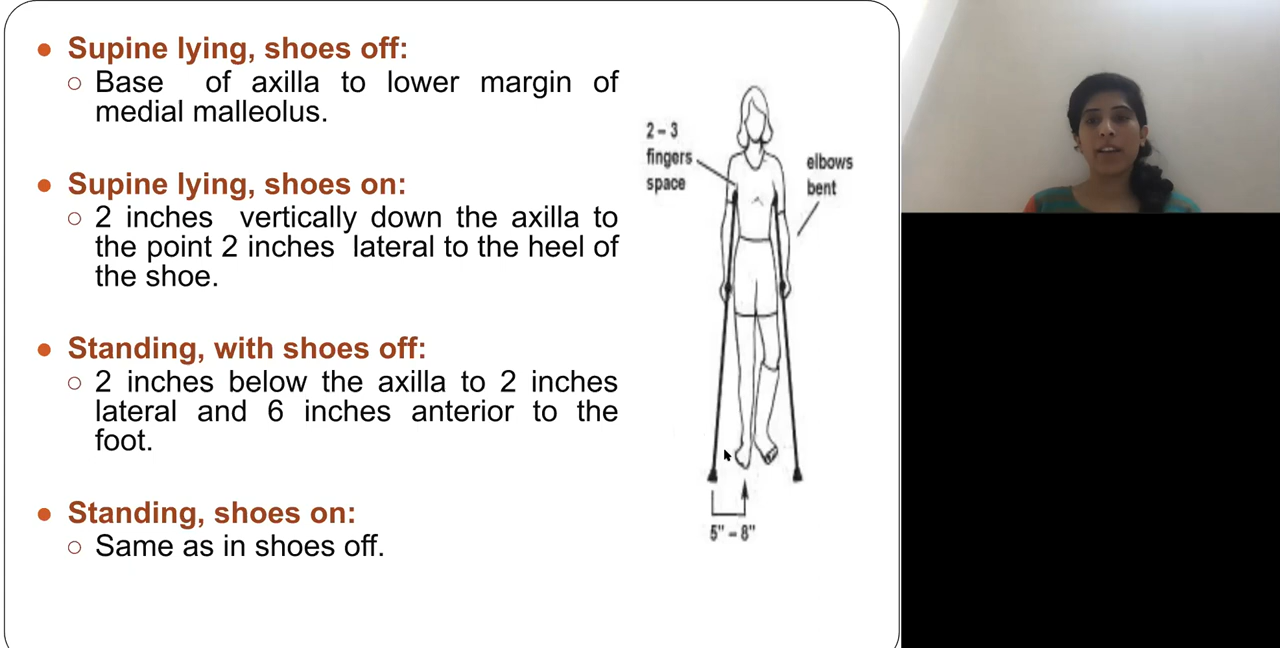 Supine lying, shoes off:
Base of axilla to lower margin of
medial malleolus.
Supine lying, shoes on:
2 inches vertically down the axilla to
the point 2 inches lateral to the heel of
the shoe.
Standing, with shoes off:
2 inches below the axilla to 2 inches
lateral and 6 inches anterior to the
foot.
Standing, shoes on:
Same as in shoes off.
2 – 3
fingers
space
elbows
bent
5" – 8"